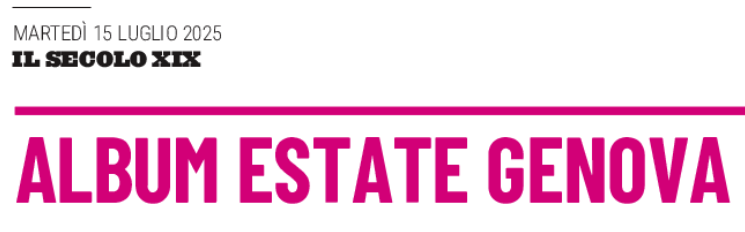 MARTEDÌ 15 LUGLIO 2025
IL SECOLO XIX
ALBUM ESTATE GENOVA